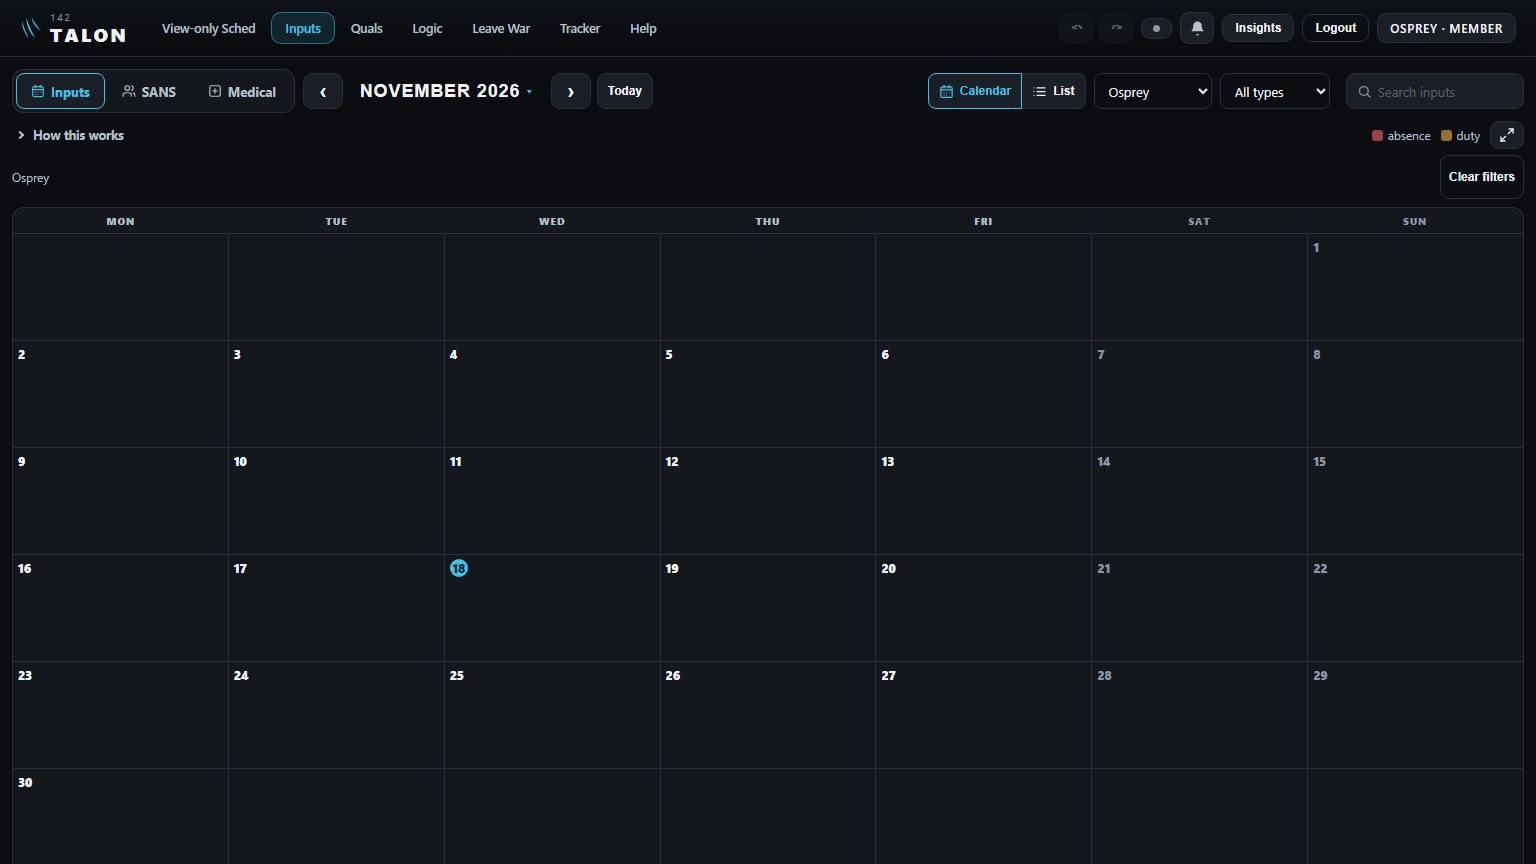 142
TALON
View-only Sched
Inputs
Quals
Logic
Leave War
Tracker
Help
Insights
Logout
OSPREY · MEMBER
Inputs
SANS
Medical
NOVEMBER 2026
Today
Calendar
List
Osprey
All types
Search inputs
How this works
absence
duty
Osprey
Clear filters
MON TUE WED THU FRI SAT SUN
1
2 3 4 5 6 7 8
9 10 11 12 13 14 15
16 17 18 19 20 21 22
23 24 25 26 27 28 29
30